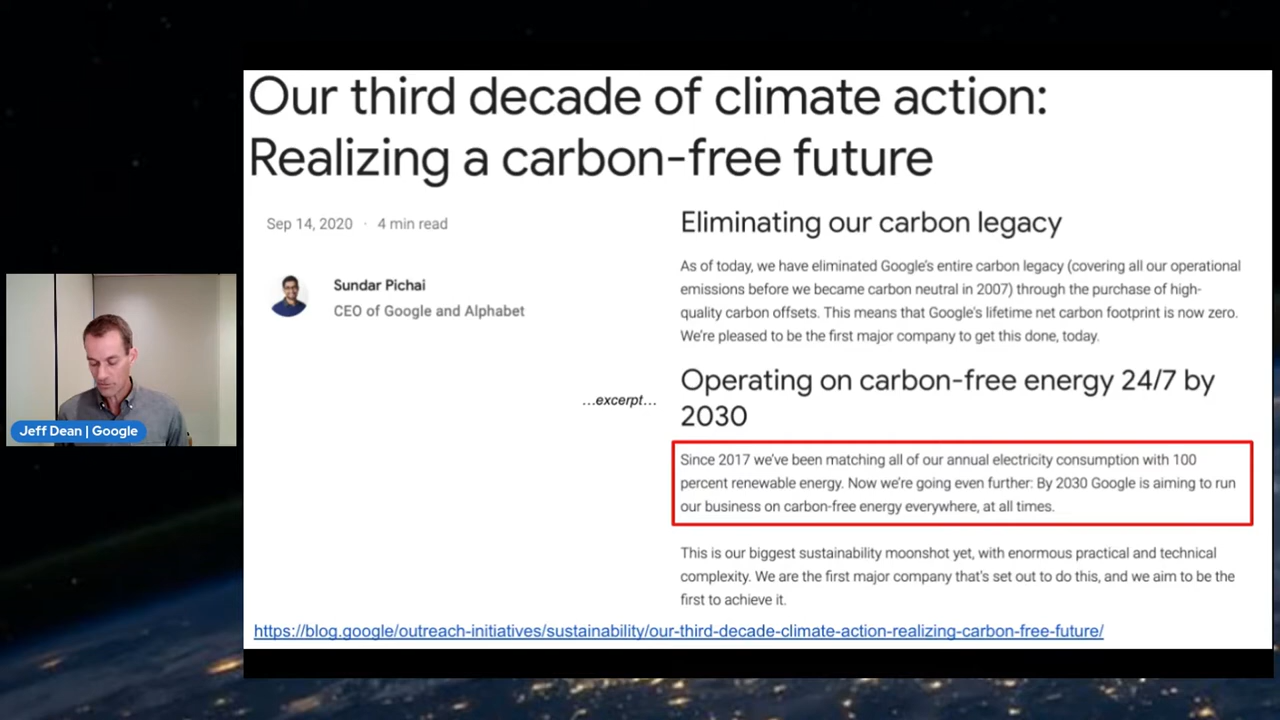 Our third decade of climate action:
Realizing a carbon-free future
Sep 14, 2020 · 4 min read
Sundar Pichai
CEO of Google and Alphabet
…excerpt…
Eliminating our carbon legacy
As of today, we have eliminated Google's entire carbon legacy (covering all our operational
emissions before we became carbon neutral in 2007) through the purchase of high-
quality carbon offsets. This means that Google's lifetime net carbon footprint is now zero.
We're pleased to be the first major company to get this done, today.
Operating on carbon-free energy 24/7 by
2030
Since 2017 we've been matching all of our annual electricity consumption with 100
percent renewable energy. Now we're going even further: By 2030 Google is aiming to run
our business on carbon-free energy everywhere, at all times.
This is our biggest sustainability moonshot yet, with enormous practical and technical
complexity. We are the first major company that's set out to do this, and we aim to be the
first to achieve it.
https://blog.google/outreach-initiatives/sustainability/our-third-decade-climate-action-realizing-carbon-free-future/
Jeff Dean | Google